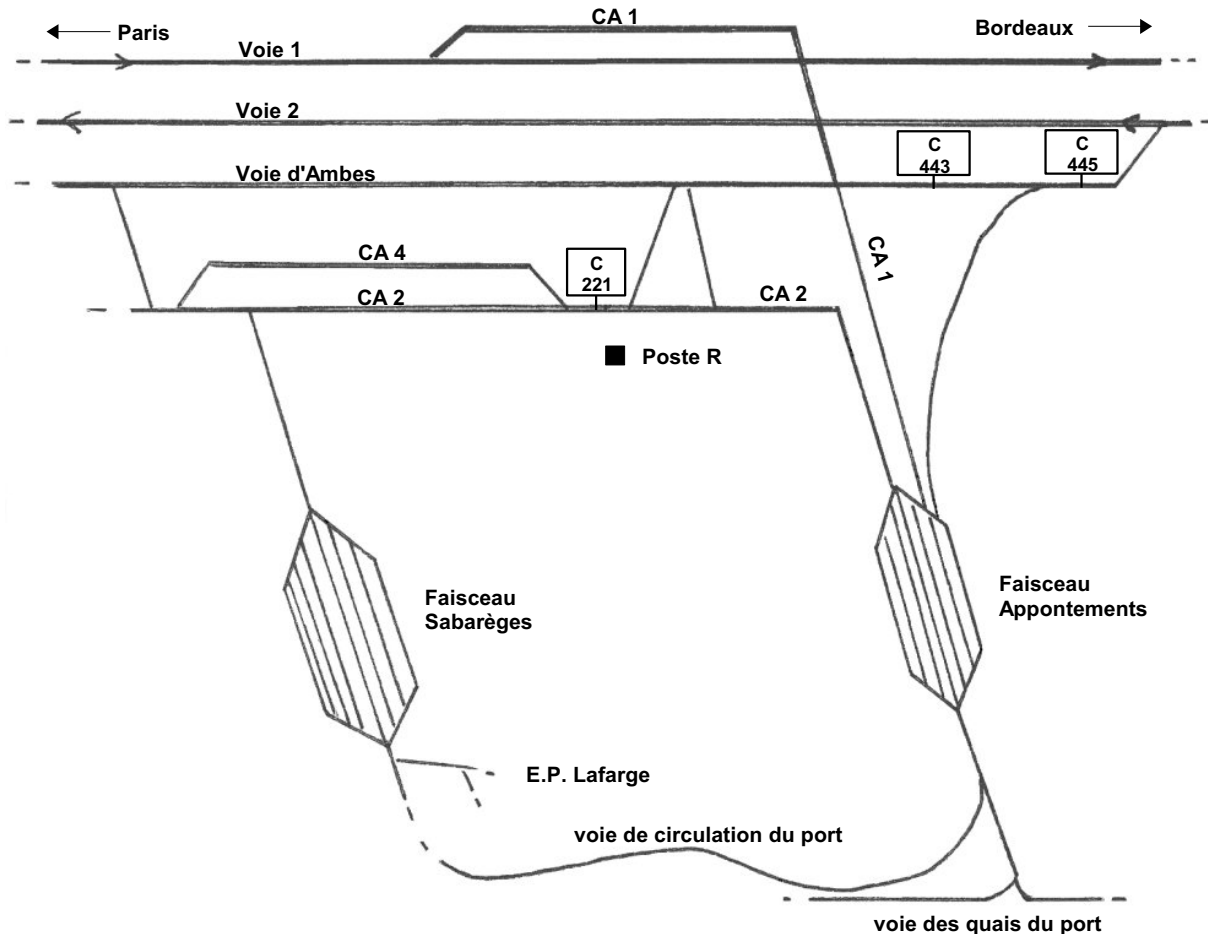 CA 1
Paris
Bordeaux
Voie 1
Voie 2
C
443
C
445
Voie d'Ambes
CA 1
CA 4
C
221
CA 2
CA 2
Poste R
Faisceau
Sabarèges
Faisceau
Appontements
E.P. Lafarge
voie de circulation du port
voie des quais du port